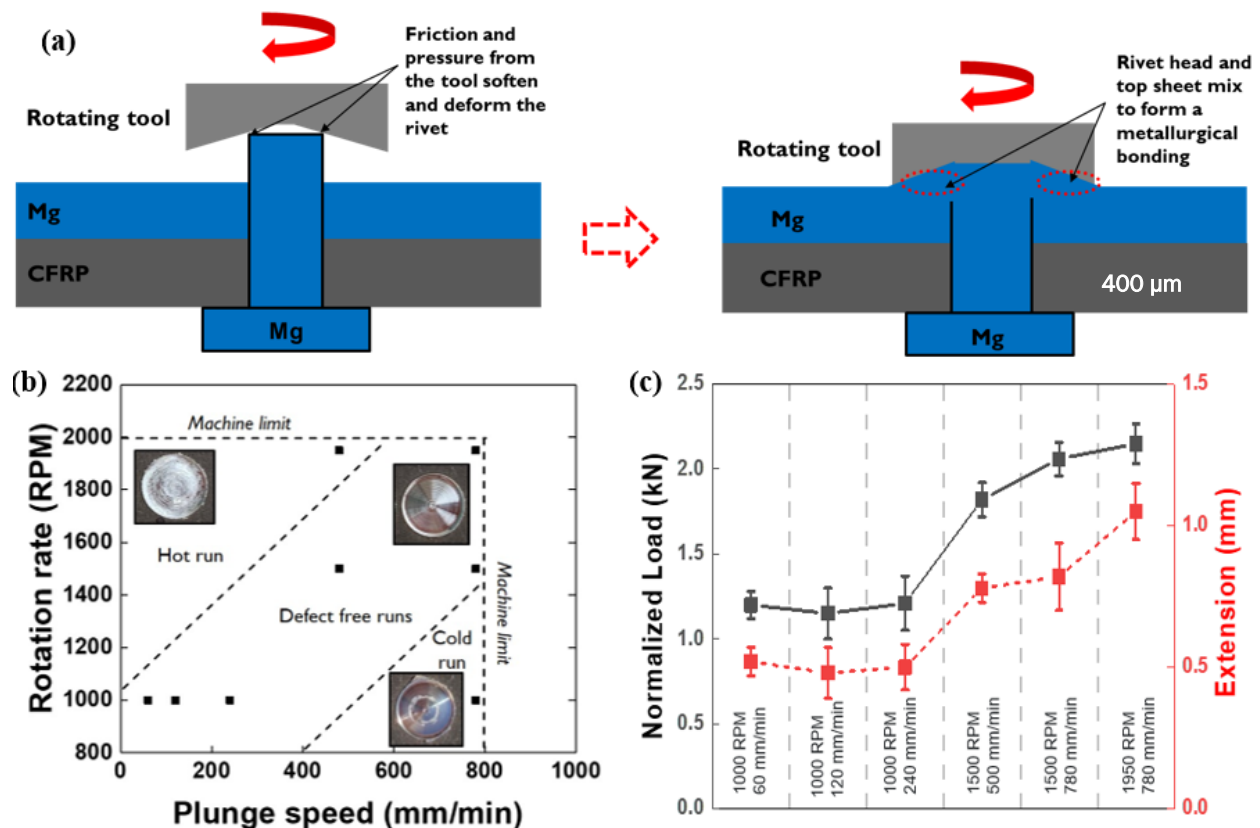 (a)
Friction and
pressure from
the tool soften
and deform the
rivet
Rotating tool
Mg
CFRP
Mg
Rivet head and
top sheet mix
to form a
metallurgical
bonding
Rotating tool
Mg
CFRP
400 µm
Mg
(b)
2200
2000
1800
1600
1400
1200
1000
800
Rotation rate (RPM)
Machine limit
Hot run
Defect free runs
Machine limit
Cold
run
0
200
400
600
800
1000
Plunge speed (mm/min)
(c)
2.5
2.0
1.5
1.0
0.5
0.0
Normalized Load (kN)
1000 RPM
60 mm/min
1000 RPM
120 mm/min
1000 RPM
240 mm/min
1500 RPM
500 mm/min
1500 RPM
780 mm/min
1950 RPM
780 mm/min
1.5
1.0
0.5
0.0
Extension (mm)